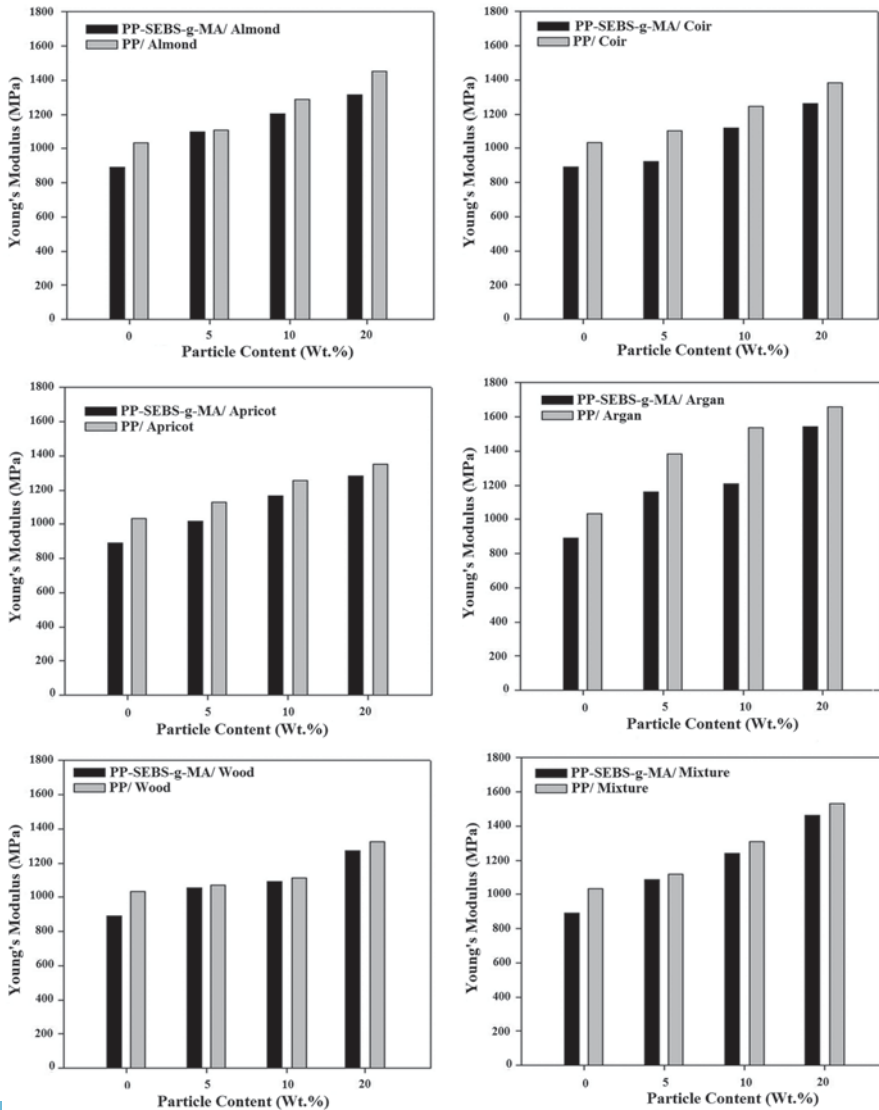 PP-SEBS-g-MA/ Almond
PP/ Almond
Young's Modulus (MPa)
1800
1600
1400
1200
1000
800
600
400
200
0
0 5 10 20
Particle Content (Wt.%)
PP-SEBS-g-MA/ Coir
PP/ Coir
Young's Modulus (MPa)
1800
1600
1400
1200
1000
800
600
400
200
0
0 5 10 20
Particle Content (Wt.%)
PP-SEBS-g-MA/ Apricot
PP/ Apricot
Young's Modulus (MPa)
1800
1600
1400
1200
1000
800
600
400
200
0
0 5 10 20
Particle Content (Wt.%)
PP-SEBS-g-MA/ Argan
PP/ Argan
Young's Modulus (MPa)
1800
1600
1400
1200
1000
800
600
400
200
0
0 5 10 20
Particle Content (Wt.%)
PP-SEBS-g-MA/ Wood
PP/ Wood
Young's Modulus (MPa)
1800
1600
1400
1200
1000
800
600
400
200
0
0 5 10 20
Particle Content (Wt.%)
PP-SEBS-g-MA/ Mixture
PP/ Mixture
Young's Modulus (MPa)
1800
1600
1400
1200
1000
800
600
400
200
0
0 5 10 20
Particle Content (Wt.%)